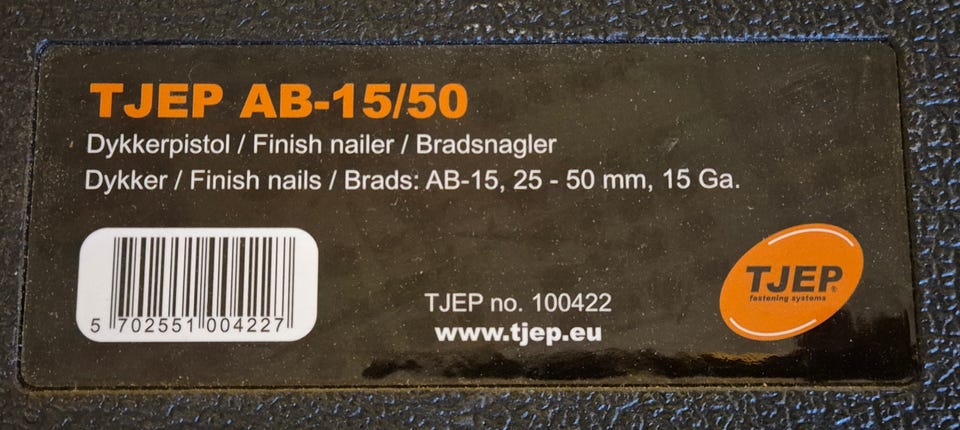 TJEP AB-15/50
Dykkerpistol / Finish nailer / Bradsnagler
Dykker / Finish nails / Brads: AB-15, 25 - 50 mm, 15 Ga.
5 702551 004227
TJEP no. 100422
www.tjep.eu
TJEP®
fastening systems